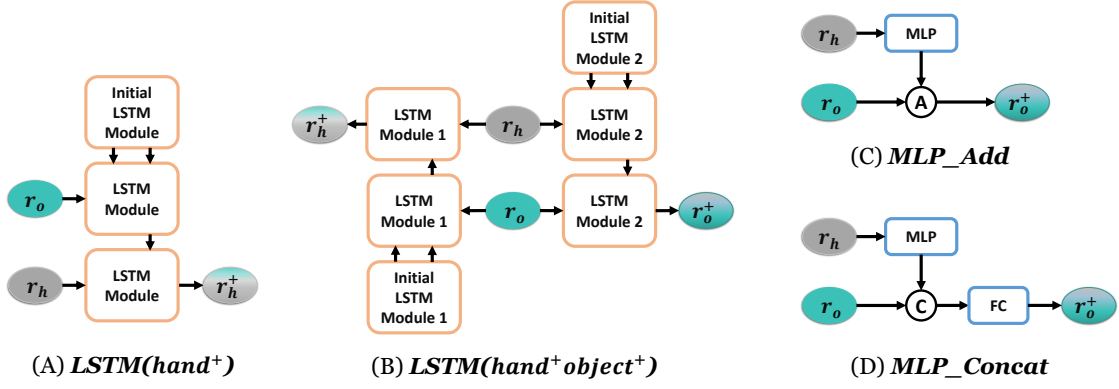 Initial
LSTM
Module
r_o
LSTM
Module
r_h
LSTM
Module
r_h^+
(A) LSTM(hand^+)
Initial
LSTM
Module 2
r_h^+
LSTM
Module 1
r_h
LSTM
Module 2
LSTM
Module 1
r_o
LSTM
Module 2
r_o^+
Initial
LSTM
Module 1
(B) LSTM(hand^+object^+)
r_h
MLP
r_o
A
r_o^+
(C) MLP_Add
r_h
MLP
r_o
C
FC
r_o^+
(D) MLP_Concat